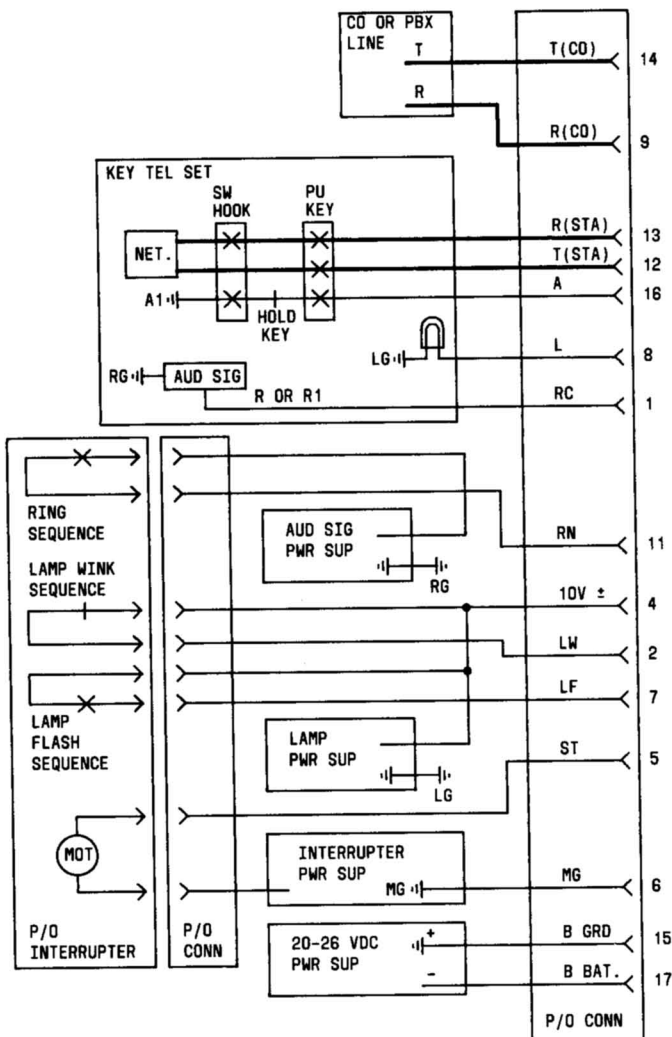 CO OR PBX
LINE
T
T(CO)
14
R
R(CO)
9
KEY TEL SET
SW
HOOK
PU
KEY
NET.
R(STA)
13
T(STA)
12
A1
HOLD
KEY
A
16
LG
L
8
RG
AUD SIG
R OR R1
RC
1
RING
SEQUENCE
AUD SIG
PWR SUP
RG
RN
11
LAMP WINK
SEQUENCE
10V ±
4
LW
2
LF
7
LAMP
FLASH
SEQUENCE
LAMP
PWR SUP
LG
ST
5
MOT
INTERRUPTER
PWR SUP
MG
MG
6
P/O
INTERRUPTER
P/O
CONN
20-26 VDC
PWR SUP
+
-
B GRD
15
B BAT.
17
P/O CONN